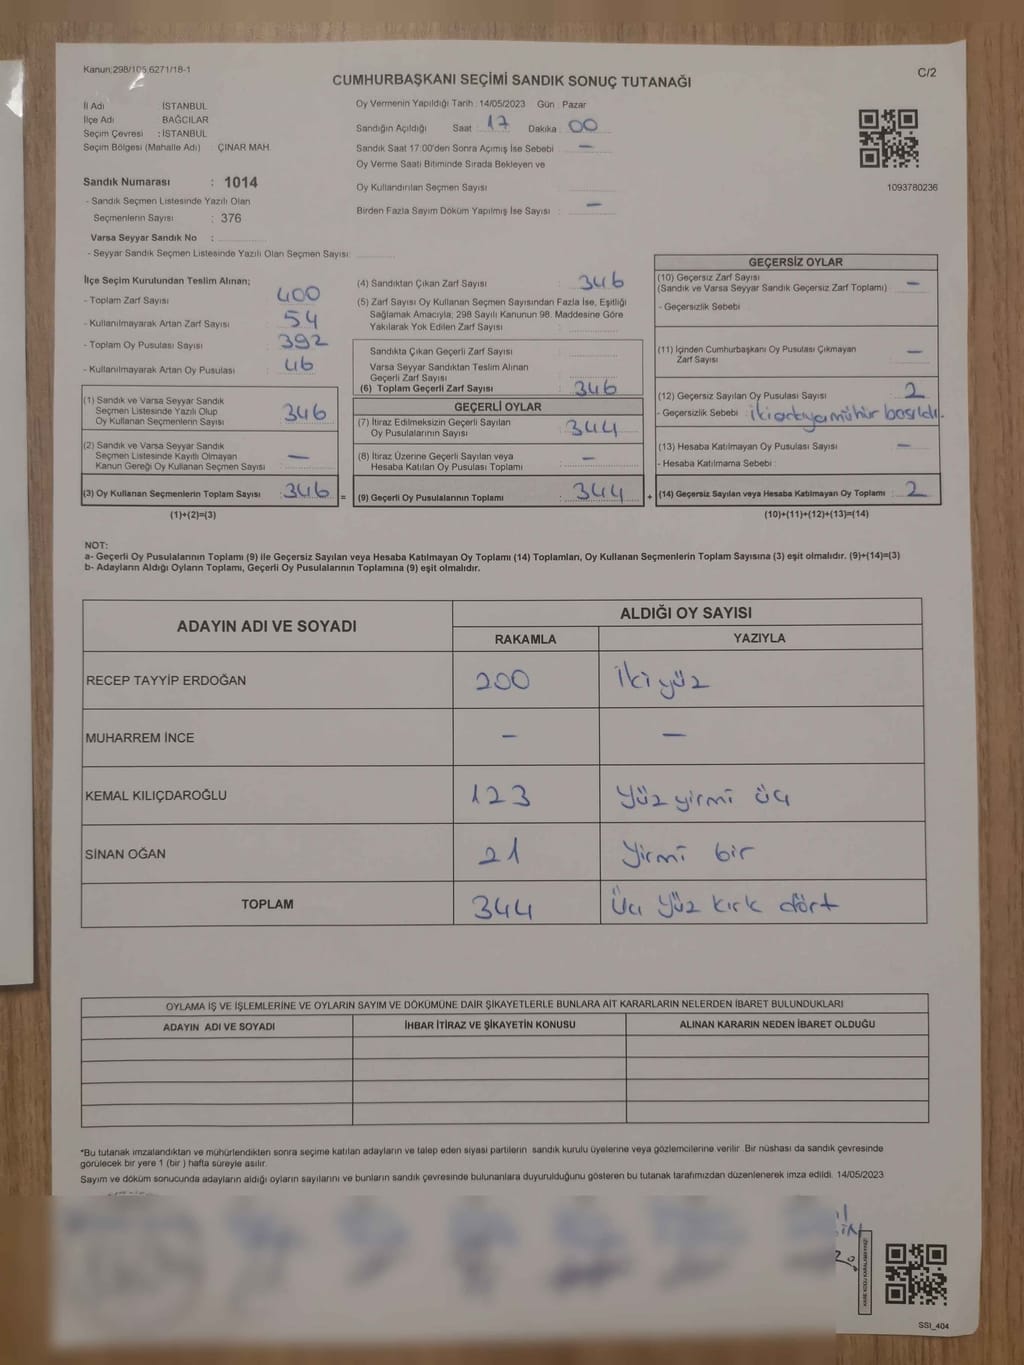 Kanun:298/105,6271/18-1
C/2
CUMHURBAŞKANI SEÇİMİ SANDIK SONUÇ TUTANAĞI
İl Adı : İSTANBUL
İlçe Adı : BAĞCILAR
Seçim Çevresi : İSTANBUL
Seçim Bölgesi (Mahalle Adı) : ÇINAR MAH.
Sandık Numarası : 1014
- Sandık Seçmen Listesinde Yazılı Olan
Seçmenlerin Sayısı : 376
Varsa Seyyar Sandık No :
- Seyyar Sandık Seçmen Listesinde Yazılı Olan Seçmen Sayısı:
Oy Vermenin Yapıldığı Tarih : 14/05/2023 Gün : Pazar
Sandığın Açıldığı Saat : 17 Dakika : 00
Sandık Saat 17:00'den Sonra Açımış İse Sebebi : —
Oy Verme Saati Bitiminde Sırada Bekleyen ve
Oy Kullandırılan Seçmen Sayısı :
Birden Fazla Sayım Döküm Yapılmış İse Sayısı : —
1093780236
İlçe Seçim Kurulundan Teslim Alınan;
- Toplam Zarf Sayısı : 400
- Kullanılmayarak Artan Zarf Sayısı : 54
- Toplam Oy Pusulası Sayısı : 392
- Kullanılmayarak Artan Oy Pusulası : 46
(1) Sandık ve Varsa Seyyar Sandık
Seçmen Listesinde Yazılı Olup
Oy Kullanan Seçmenlerin Sayısı : 346
(2) Sandık ve Varsa Seyyar Sandık
Seçmen Listesinde Kayıtlı Olmayan
Kanun Gereği Oy Kullanan Seçmen Sayısı : —
(3) Oy Kullanan Seçmenlerin Toplam Sayısı : 346 =
(1)+(2)=(3)
(4) Sandıktan Çıkan Zarf Sayısı : 346
(5) Zarf Sayısı Oy Kullanan Seçmen Sayısından Fazla İse, Eşitliği
Sağlamak Amacıyla, 298 Sayılı Kanunun 98. Maddesine Göre
Yakılarak Yok Edilen Zarf Sayısı :
Sandıkta Çıkan Geçerli Zarf Sayısı :
Varsa Seyyar Sandıktan Teslim Alınan
Geçerli Zarf Sayısı :
(6) Toplam Geçerli Zarf Sayısı : 346
GEÇERLİ OYLAR
(7) İtiraz Edilmeksizin Geçerli Sayılan
Oy Pusulalarının Sayısı : 344
(8) İtiraz Üzerine Geçerli Sayılan veya
Hesaba Katılan Oy Pusulası Toplamı : —
(9) Geçerli Oy Pusulalarının Toplamı : 344 +
GEÇERSİZ OYLAR
(10) Geçersiz Zarf Sayısı
(Sandık ve Varsa Seyyar Sandık Geçersiz Zarf Toplamı) : —
- Geçersizlik Sebebi :
(11) İçinden Cumhurbaşkanı Oy Pusulası Çıkmayan
Zarf Sayısı : —
(12) Geçersiz Sayılan Oy Pusulası Sayısı : 2
- Geçersizlik Sebebi : mühür basıldı.
(13) Hesaba Katılmayan Oy Pusulası Sayısı : —
- Hesaba Katılmama Sebebi :
(14) Geçersiz Sayılan veya Hesaba Katılmayan Oy Toplamı : 2
(10)+(11)+(12)+(13)=(14)
NOT:
a- Geçerli Oy Pusulalarının Toplamı (9) ile Geçersiz Sayılan veya Hesaba Katılmayan Oy Toplamı (14) Toplamları, Oy Kullanan Seçmenlerin Toplam Sayısına (3) eşit olmalıdır. (9)+(14)=(3)
b- Adayların Aldığı Oyların Toplamı, Geçerli Oy Pusulalarının Toplamına (9) eşit olmalıdır.
ADAYIN ADI VE SOYADI
ALDIĞI OY SAYISI
RAKAMLA YAZIYLA
RECEP TAYYİP ERDOĞAN 200 İki yüz
MUHARREM İNCE — —
KEMAL KILIÇDAROĞLU 123 Yüz yirmi üç
SİNAN OĞAN 21 Yirmi bir
TOPLAM 344 Üç yüz kırk dört
OYLAMA İŞ VE İŞLEMLERİNE VE OYLARIN SAYIM VE DÖKÜMÜNE DAİR ŞİKAYETLERLE BUNLARA AİT KARARLARIN NELERDEN İBARET BULUNDUKLARI
ADAYIN ADI VE SOYADI İHBAR İTİRAZ VE ŞİKAYETİN KONUSU ALINAN KARARIN NEDEN İBARET OLDUĞU
*Bu tutanak imzalandıktan ve mühürlendikten sonra seçime katılan adayların ve talep eden siyasi partilerin sandık kurulu üyelerine veya gözlemcilerine verilir. Bir nüshası da sandık çevresinde
görülecek bir yere 1 (bir) hafta süreyle asılır.
Sayım ve döküm sonucunda adayların aldığı oyların sayılarını ve bunların sandık çevresinde bulunanlara duyurulduğunu gösteren bu tutanak tarafımızdan düzenlenerek imza edildi. 14/05/2023
SSI_404